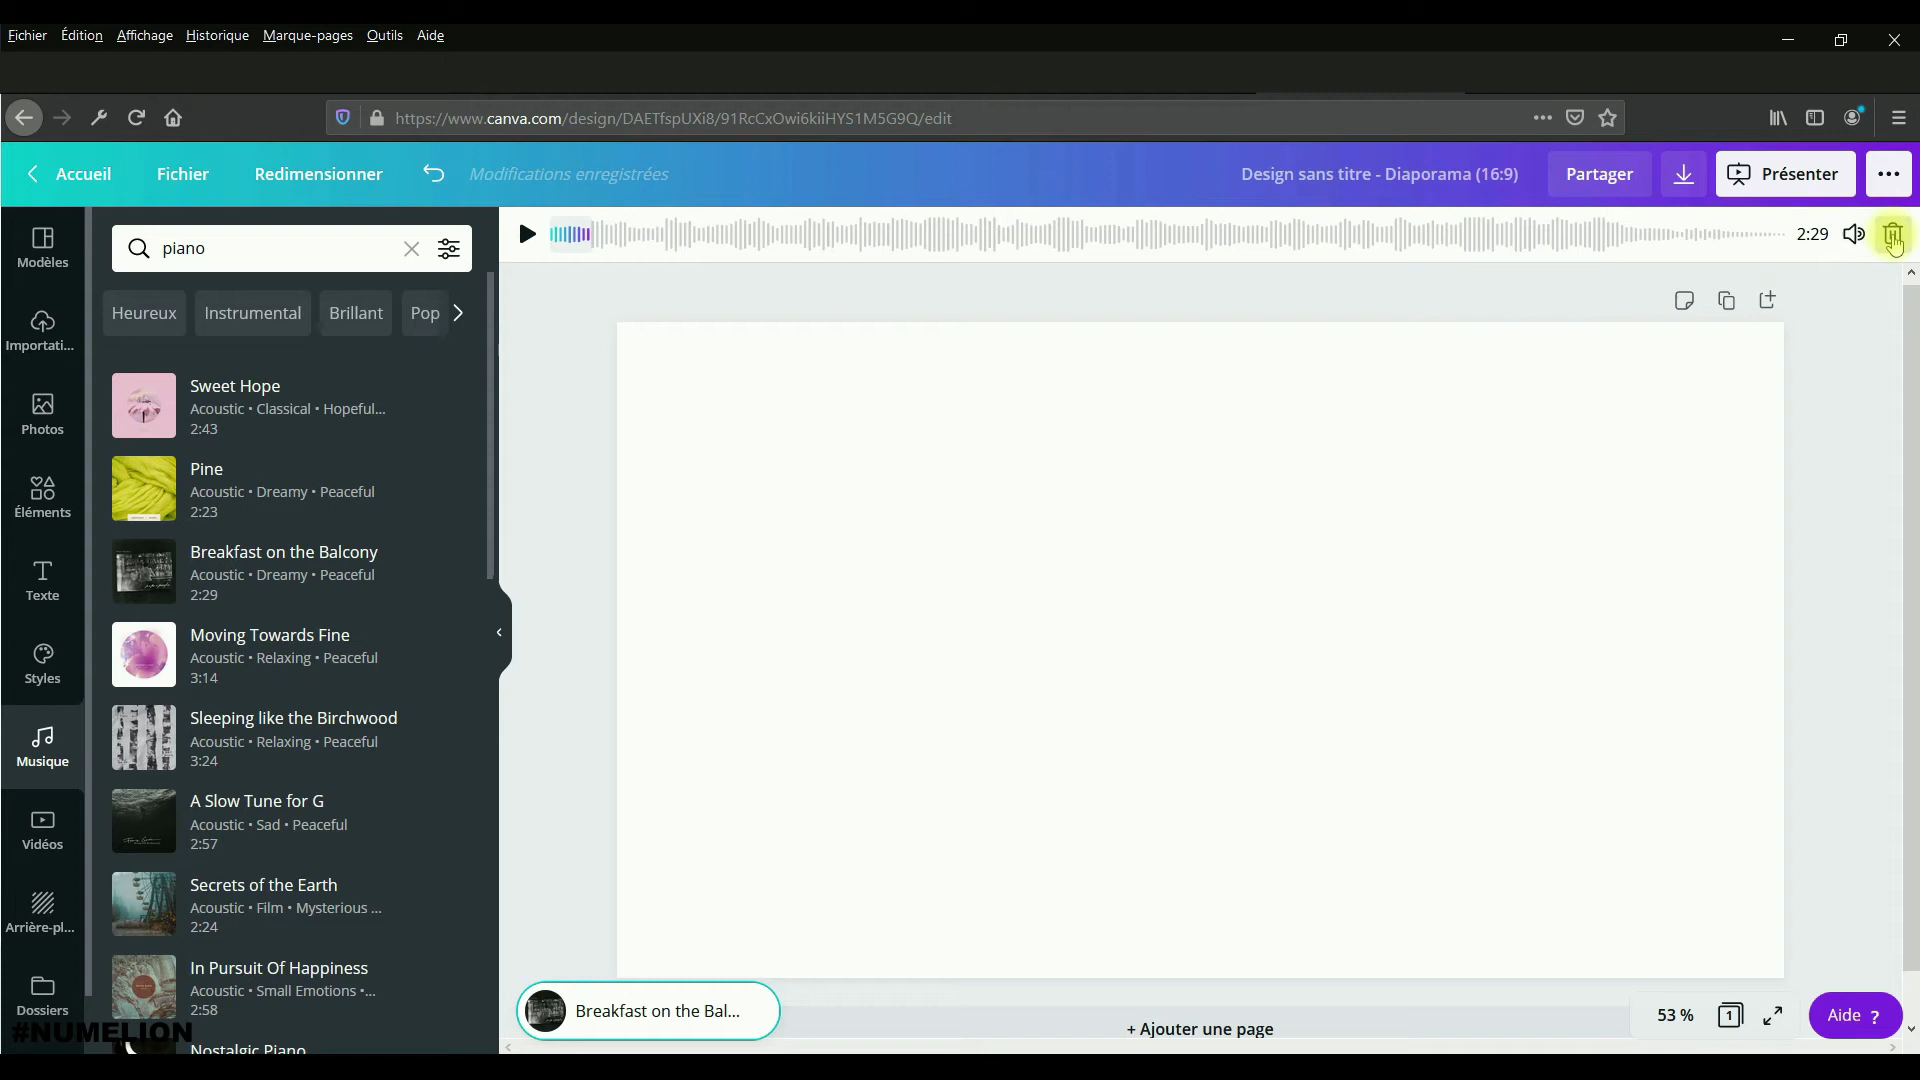 Fichier Édition Affichage Historique Marque-pages Outils Aide
https://www.canva.com/design/DAETfspUXi8/91RcCxOwi6kiiHYS1M5G9Q/edit
Accueil Fichier Redimensionner Modifications enregistrées Design sans titre - Diaporama (16:9) Partager Présenter
piano
2:29
Modèles
Importati...
Photos
Éléments
Texte
Styles
Musique
Vidéos
Arrière-pl...
Dossiers
Heureux Instrumental Brillant Pop
Sweet Hope
Acoustic • Classical • Hopeful...
2:43
Pine
Acoustic • Dreamy • Peaceful
2:23
Breakfast on the Balcony
Acoustic • Dreamy • Peaceful
2:29
Moving Towards Fine
Acoustic • Relaxing • Peaceful
3:14
Sleeping like the Birchwood
Acoustic • Relaxing • Peaceful
3:24
A Slow Tune for G
Acoustic • Sad • Peaceful
2:57
Secrets of the Earth
Acoustic • Film • Mysterious ...
2:24
In Pursuit Of Happiness
Acoustic • Small Emotions •...
2:58
Nostalgic Piano
#NUMELION
Breakfast on the Bal...
+ Ajouter une page
53 % 1 Aide ?